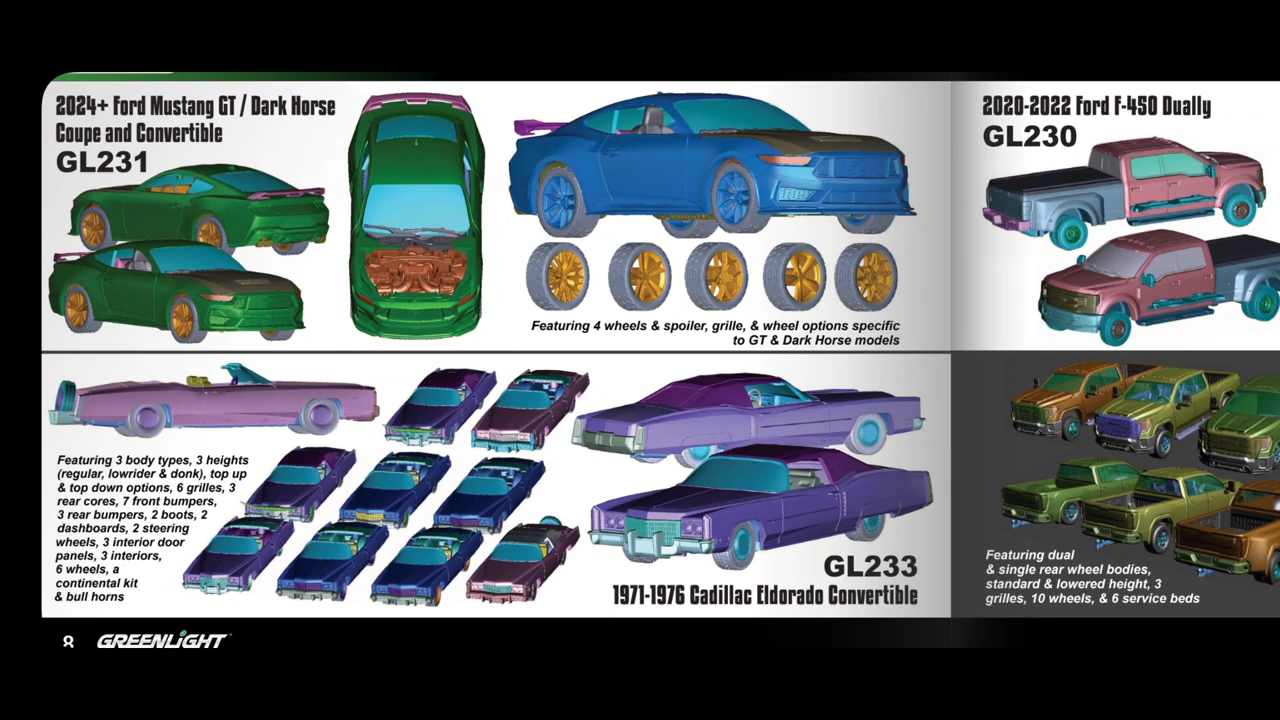 2024+ Ford Mustang GT / Dark Horse
Coupe and Convertible
GL231
Featuring 4 wheels & spoiler, grille, & wheel options specific
to GT & Dark Horse models
2020-2022 Ford F-450 Dually
GL230
Featuring 3 body types, 3 heights
(regular, lowrider & donk), top up
& top down options, 6 grilles, 3
rear cores, 7 front bumpers,
3 rear bumpers, 2 boots, 2
dashboards, 2 steering
wheels, 3 interior door
panels, 3 interiors,
6 wheels, a
continental kit
& bull horns
GL233
1971-1976 Cadillac Eldorado Convertible
Featuring dual
& single rear wheel bodies,
standard & lowered height, 3
grilles, 10 wheels, & 6 service beds
8 GREENLIGHT